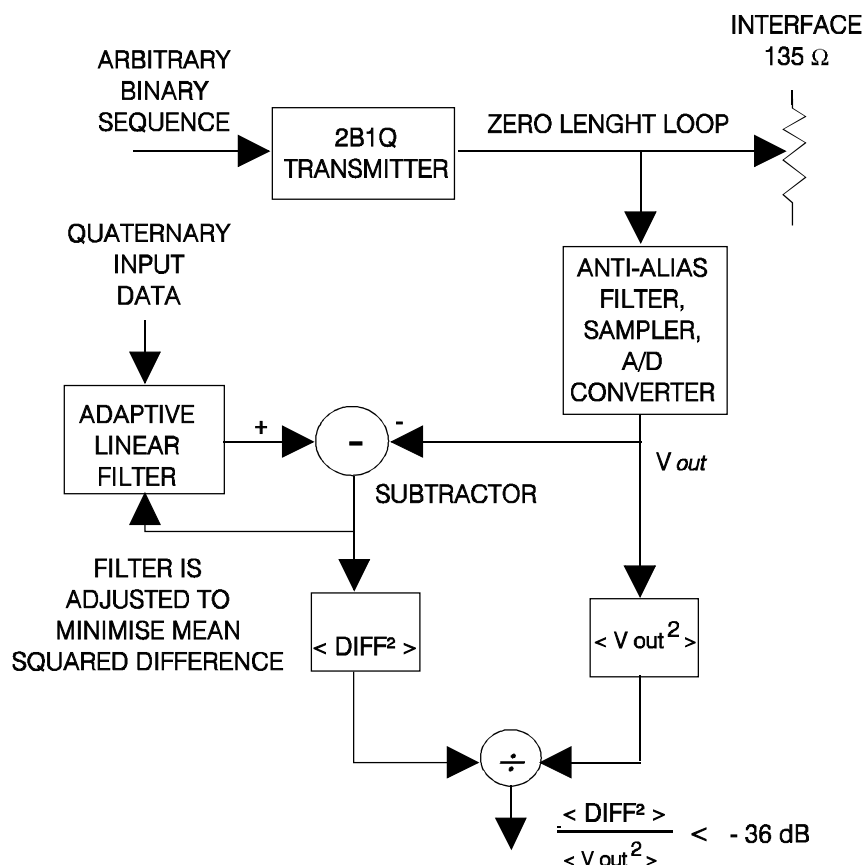 INTERFACE
135 Ω
ARBITRARY
BINARY
SEQUENCE
2B1Q
TRANSMITTER
ZERO LENGHT LOOP
QUATERNARY
INPUT
DATA
ANTI-ALIAS
FILTER,
SAMPLER,
A/D
CONVERTER
ADAPTIVE
LINEAR
FILTER
+
-
-
V out
SUBTRACTOR
FILTER IS
ADJUSTED TO
MINIMISE MEAN
SQUARED DIFFERENCE
< DIFF² >
< V out² >
÷
< DIFF² >
< V out² >
< - 36 dB